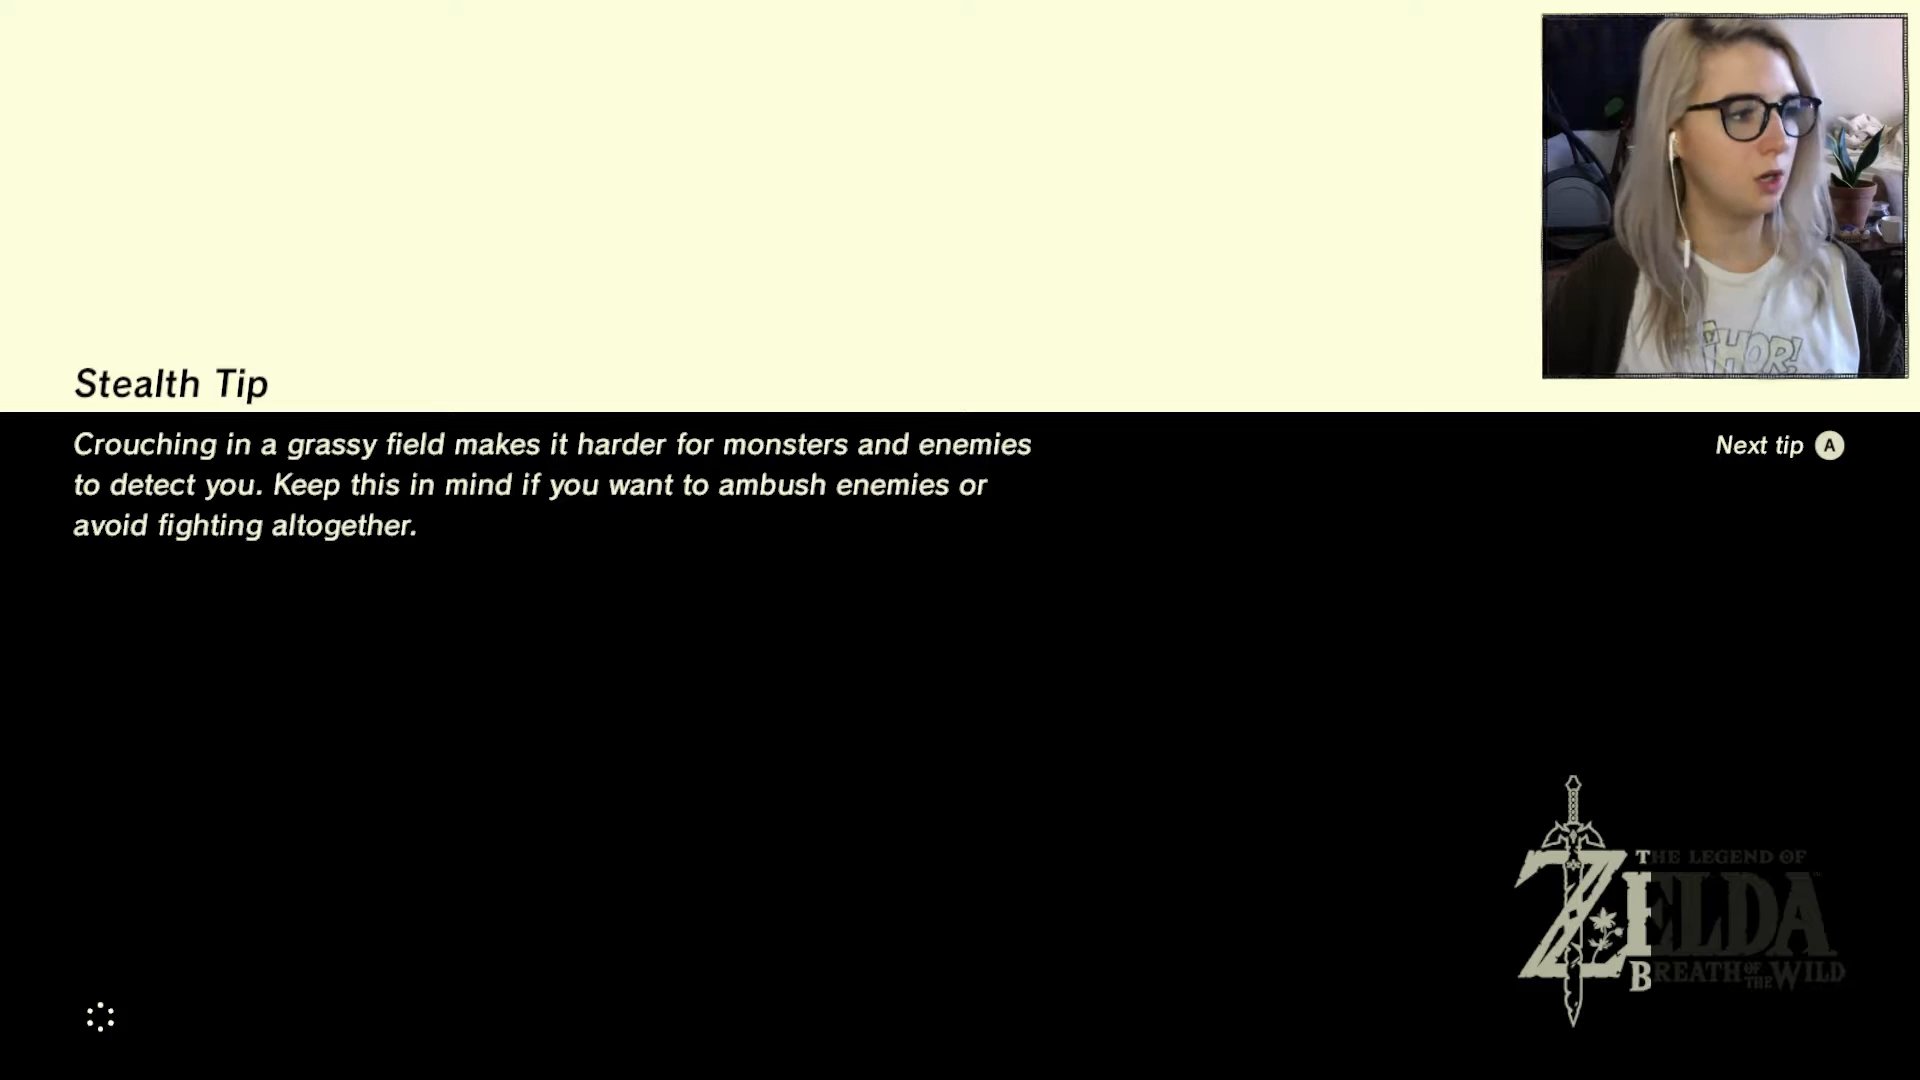 HOR!
Stealth Tip
Crouching in a grassy field makes it harder for monsters and enemies
to detect you. Keep this in mind if you want to ambush enemies or
avoid fighting altogether.
Next tip A
THE LEGEND OF
ZELDA
BREATH OF THE WILD